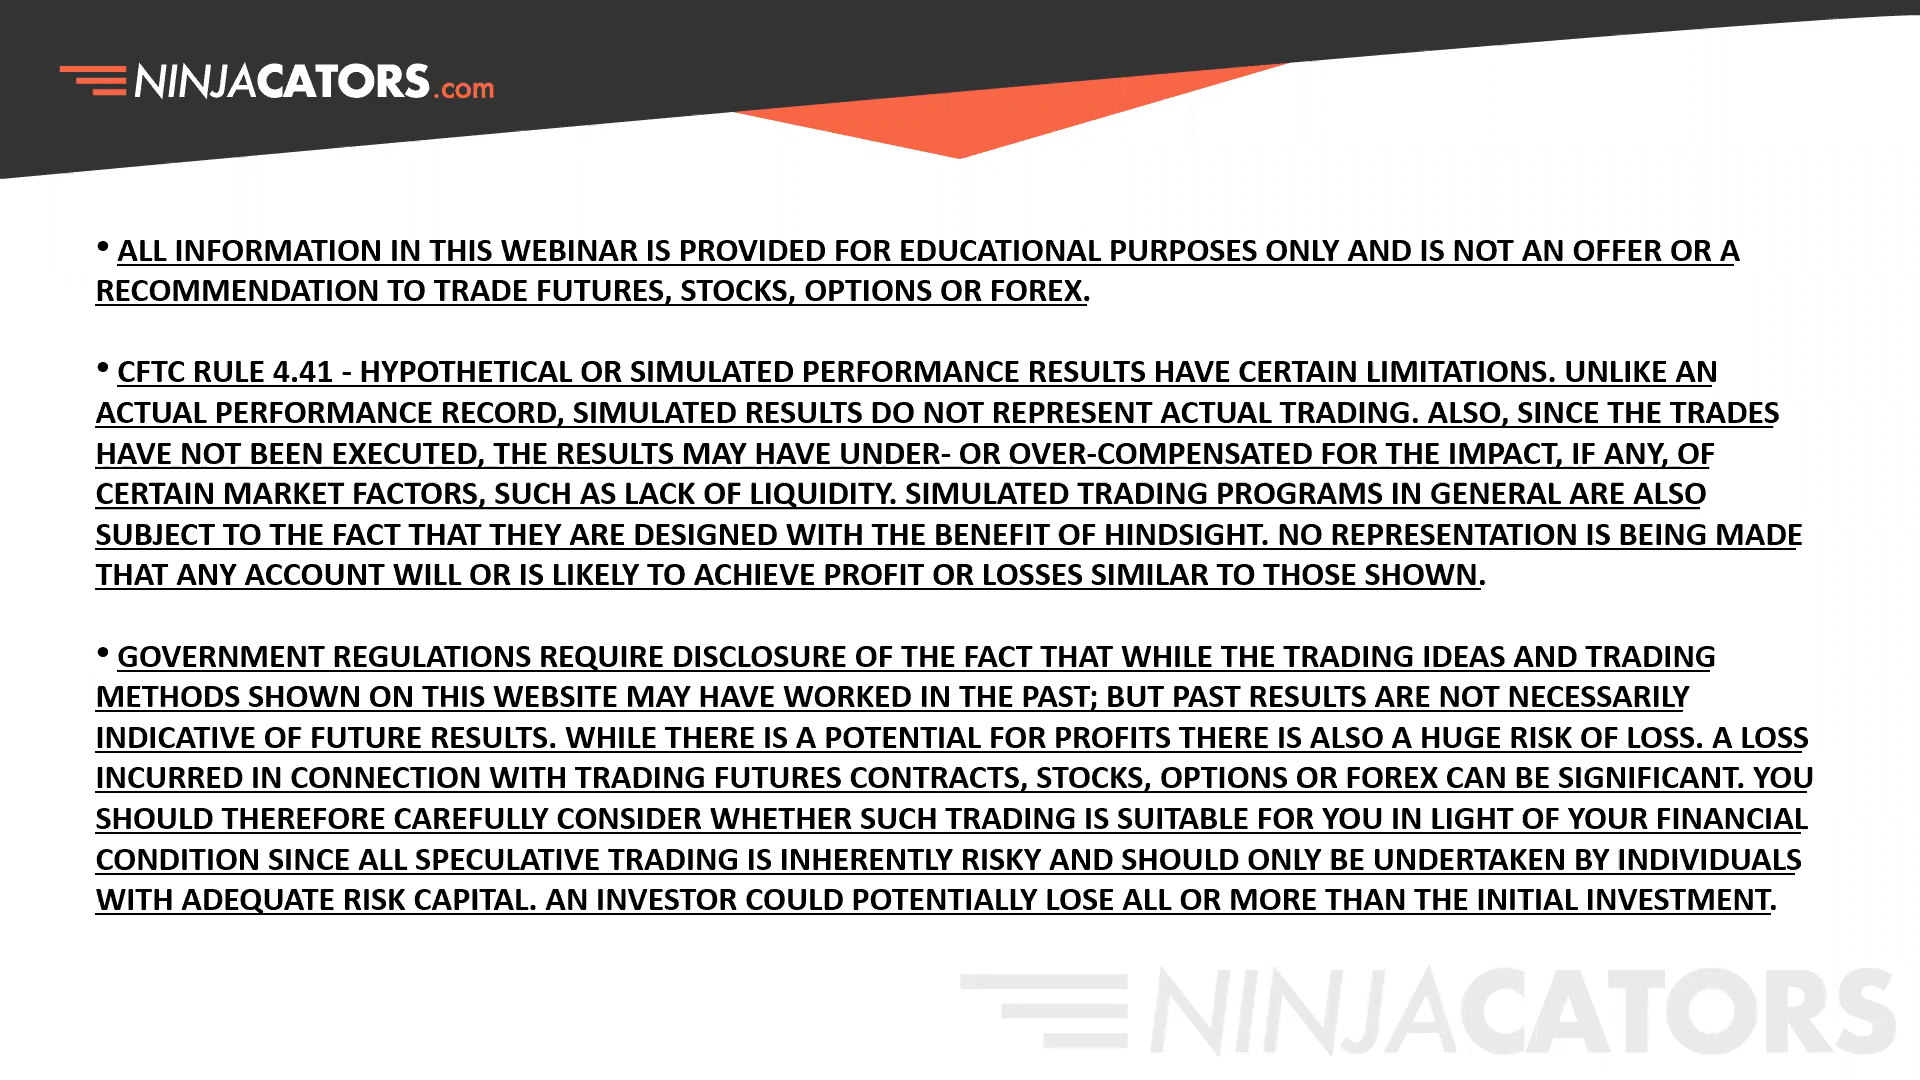 NINJACATORS.com
• ALL INFORMATION IN THIS WEBINAR IS PROVIDED FOR EDUCATIONAL PURPOSES ONLY AND IS NOT AN OFFER OR A
RECOMMENDATION TO TRADE FUTURES, STOCKS, OPTIONS OR FOREX.
• CFTC RULE 4.41 - HYPOTHETICAL OR SIMULATED PERFORMANCE RESULTS HAVE CERTAIN LIMITATIONS. UNLIKE AN
ACTUAL PERFORMANCE RECORD, SIMULATED RESULTS DO NOT REPRESENT ACTUAL TRADING. ALSO, SINCE THE TRADES
HAVE NOT BEEN EXECUTED, THE RESULTS MAY HAVE UNDER- OR OVER-COMPENSATED FOR THE IMPACT, IF ANY, OF
CERTAIN MARKET FACTORS, SUCH AS LACK OF LIQUIDITY. SIMULATED TRADING PROGRAMS IN GENERAL ARE ALSO
SUBJECT TO THE FACT THAT THEY ARE DESIGNED WITH THE BENEFIT OF HINDSIGHT. NO REPRESENTATION IS BEING MADE
THAT ANY ACCOUNT WILL OR IS LIKELY TO ACHIEVE PROFIT OR LOSSES SIMILAR TO THOSE SHOWN.
• GOVERNMENT REGULATIONS REQUIRE DISCLOSURE OF THE FACT THAT WHILE THE TRADING IDEAS AND TRADING
METHODS SHOWN ON THIS WEBSITE MAY HAVE WORKED IN THE PAST; BUT PAST RESULTS ARE NOT NECESSARILY
INDICATIVE OF FUTURE RESULTS. WHILE THERE IS A POTENTIAL FOR PROFITS THERE IS ALSO A HUGE RISK OF LOSS. A LOSS
INCURRED IN CONNECTION WITH TRADING FUTURES CONTRACTS, STOCKS, OPTIONS OR FOREX CAN BE SIGNIFICANT. YOU
SHOULD THEREFORE CAREFULLY CONSIDER WHETHER SUCH TRADING IS SUITABLE FOR YOU IN LIGHT OF YOUR FINANCIAL
CONDITION SINCE ALL SPECULATIVE TRADING IS INHERENTLY RISKY AND SHOULD ONLY BE UNDERTAKEN BY INDIVIDUALS
WITH ADEQUATE RISK CAPITAL. AN INVESTOR COULD POTENTIALLY LOSE ALL OR MORE THAN THE INITIAL INVESTMENT.
NINJACATORS